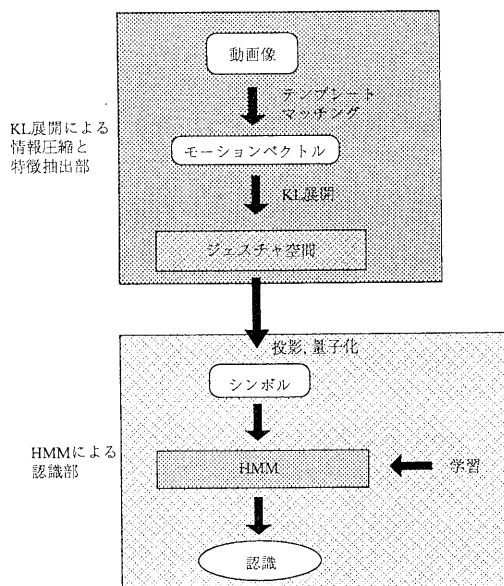 動画像
テンプレート
マッチング
KL展開による
情報圧縮と
特徴抽出部
モーションベクトル
KL展開
ジェスチャ空間
投影, 量子化
シンボル
HMMによる
認識部
HMM
学習
認識